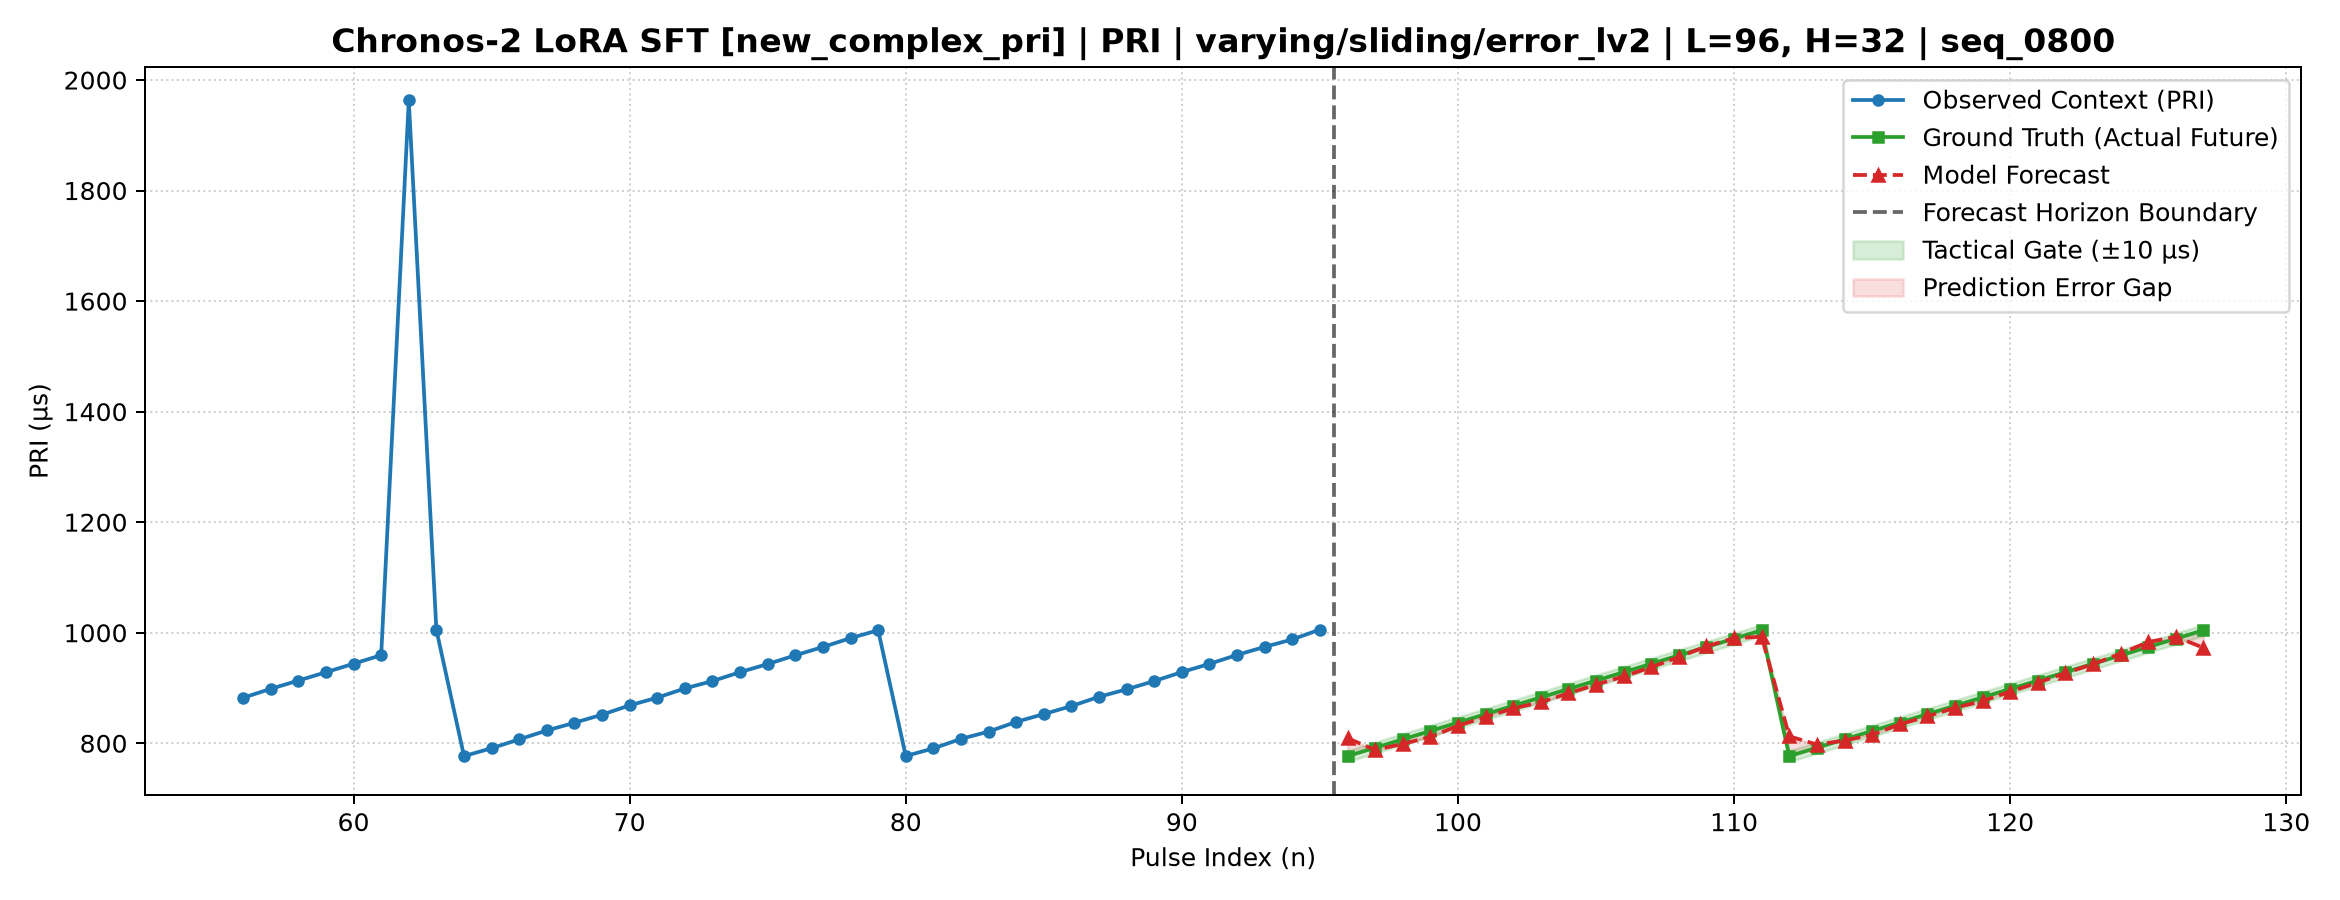 Chronos-2 LoRA SFT [new_complex_pri] | PRI | varying/sliding/error_lv2 | L=96, H=32 | seq_0800
2000
1800
1600
1400
1200
1000
800
PRI (μs)
Observed Context (PRI)
Ground Truth (Actual Future)
Model Forecast
Forecast Horizon Boundary
Tactical Gate (±10 μs)
Prediction Error Gap
60 70 80 90 100 110 120 130
Pulse Index (n)